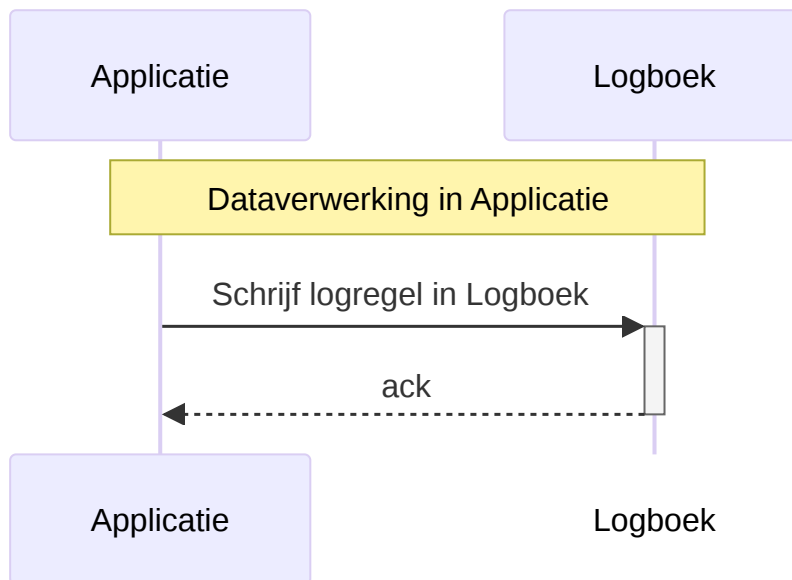 Applicatie
Logboek
Dataverwerking in Applicatie
Schrijf logregel in Logboek
ack
Applicatie
Logboek